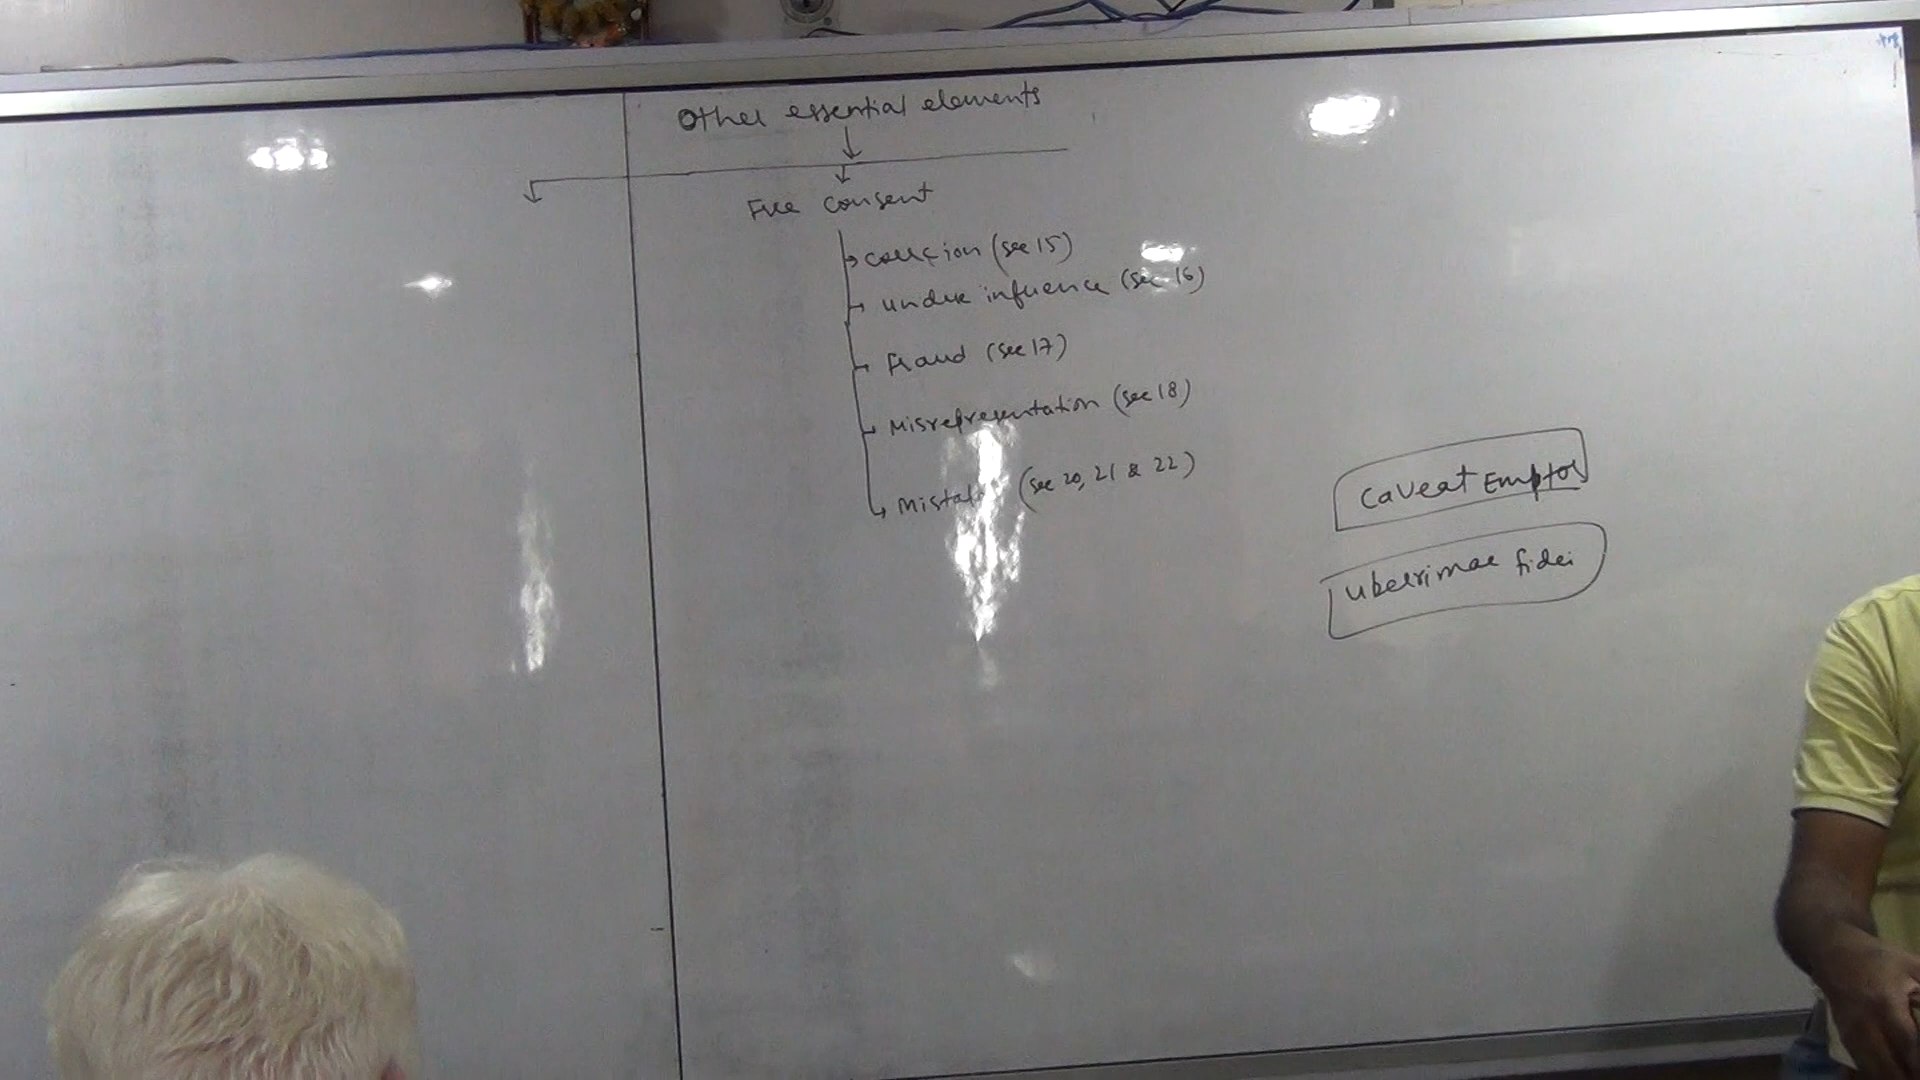 Other essential elements
Free consent
coercion (sec 15)
undue influence (sec 16)
Fraud (sec 17)
Misrepresentation (sec 18)
Mistake (sec 20, 21 & 22)
Caveat Emptor
uberrimae fidei